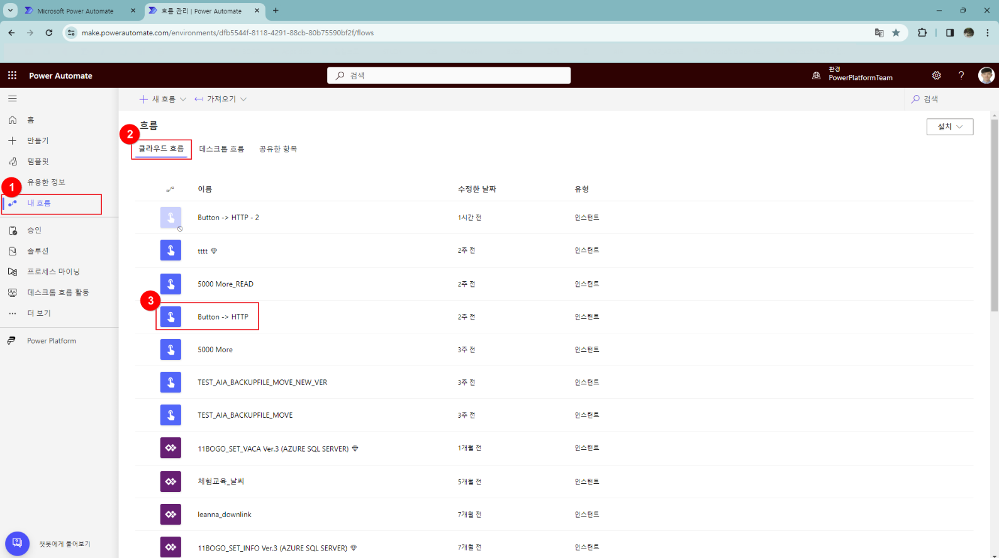 Microsoft Power Automate
흐름 관리 | Power Automate
make.powerautomate.com/environments/dfb5544f-8118-4291-88cb-80b75590bf2f/flows
Power Automate
검색
환경
PowerPlatformTeam
새 흐름
가져오기
검색
홈
만들기
템플릿
유용한 정보
1
내 흐름
승인
솔루션
프로세스 마이닝
데스크톱 흐름 활동
더 보기
Power Platform
챗봇에게 물어보기
흐름
설치
2
클라우드 흐름 데스크톱 흐름 공유한 항목
이름 수정한 날짜 유형
Button -> HTTP - 2 1시간 전 인스턴트
tttt 2주 전 인스턴트
5000 More_READ 2주 전 인스턴트
3
Button -> HTTP 2주 전 인스턴트
5000 More 3주 전 인스턴트
TEST_AIA_BACKUPFILE_MOVE_NEW_VER 3주 전 인스턴트
TEST_AIA_BACKUPFILE_MOVE 3주 전 인스턴트
11BOGO_SET_VACA Ver.3 (AZURE SQL SERVER) 1개월 전 인스턴트
체험교육_날씨 5개월 전 인스턴트
leanna_downlink 7개월 전 인스턴트
11BOGO_SET_INFO Ver.3 (AZURE SQL SERVER) 7개월 전 인스턴트